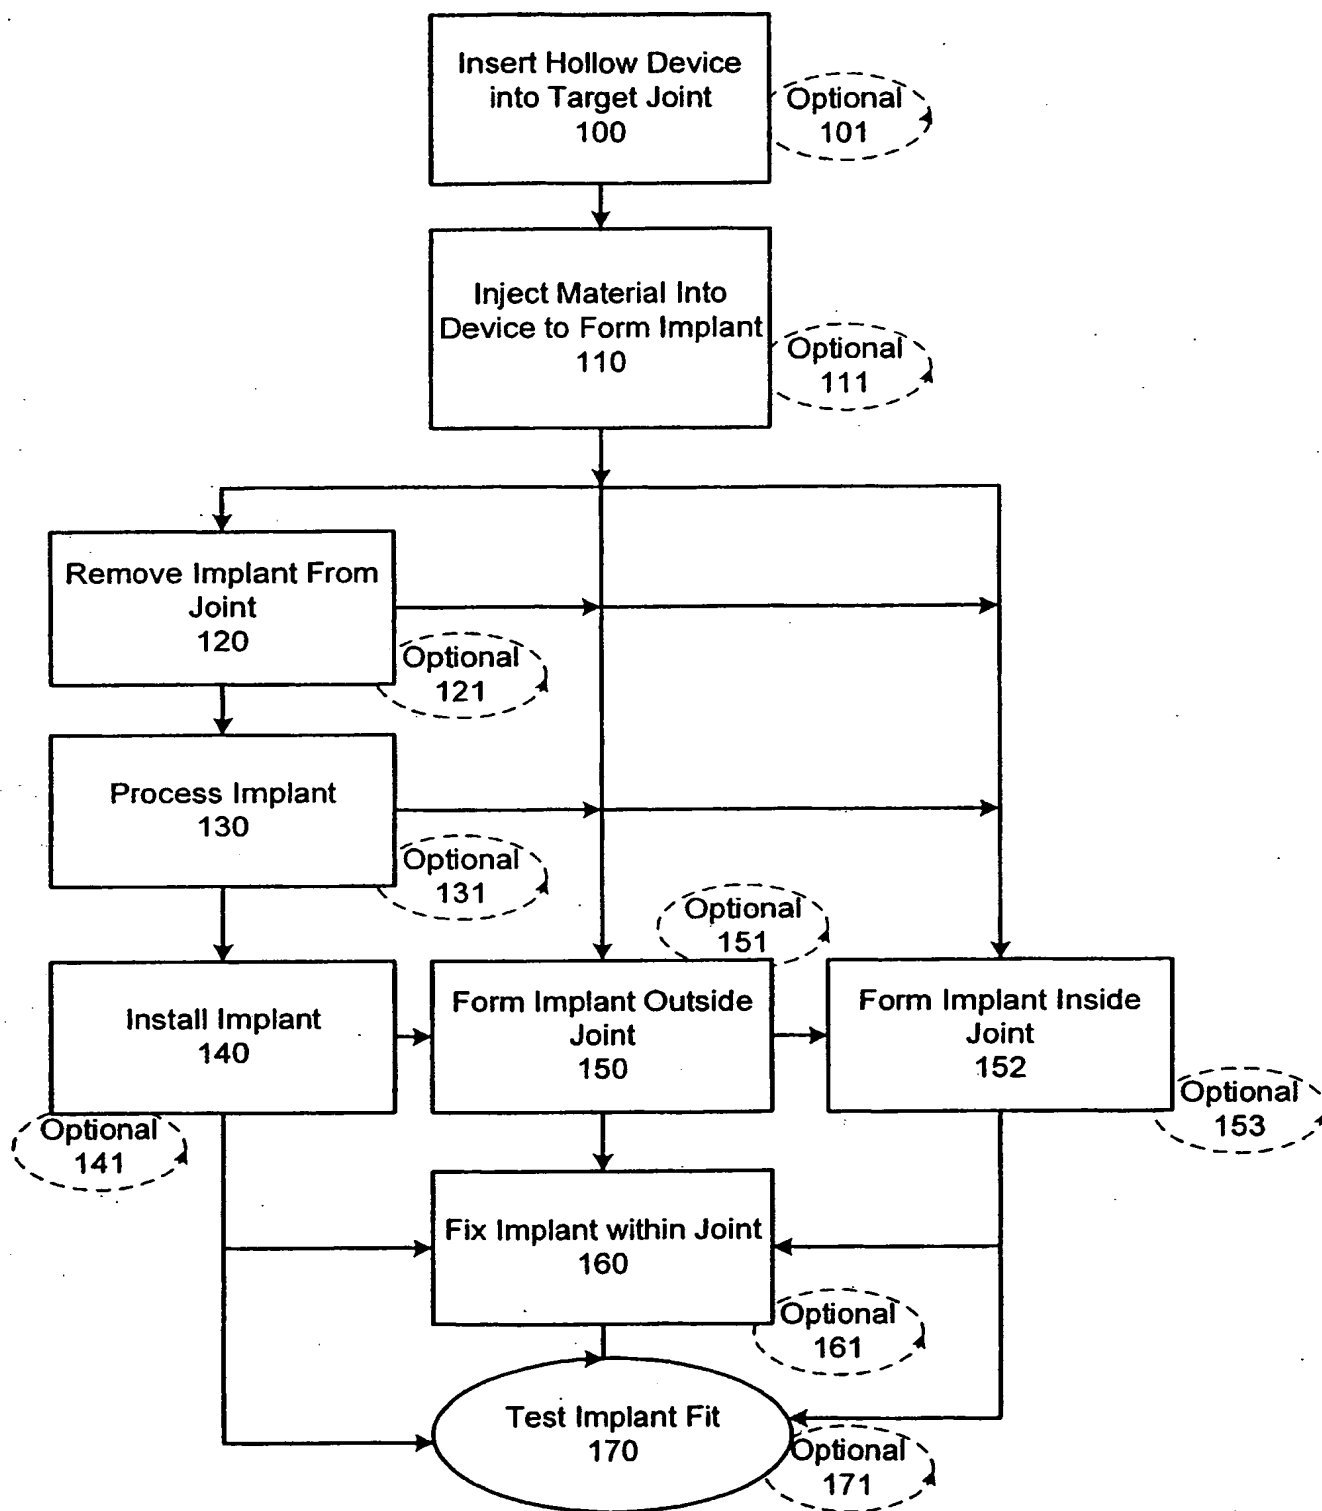 Insert Hollow Device
into Target Joint
100
Optional
101
Inject Material Into
Device to Form Implant
110
Optional
111
Remove Implant From
Joint
120
Optional
121
Process Implant
130
Optional
131
Optional
151
Install Implant
140
Optional
141
Form Implant Outside
Joint
150
Form Implant Inside
Joint
152
Optional
153
Fix Implant within Joint
160
Optional
161
Test Implant Fit
170
Optional
171